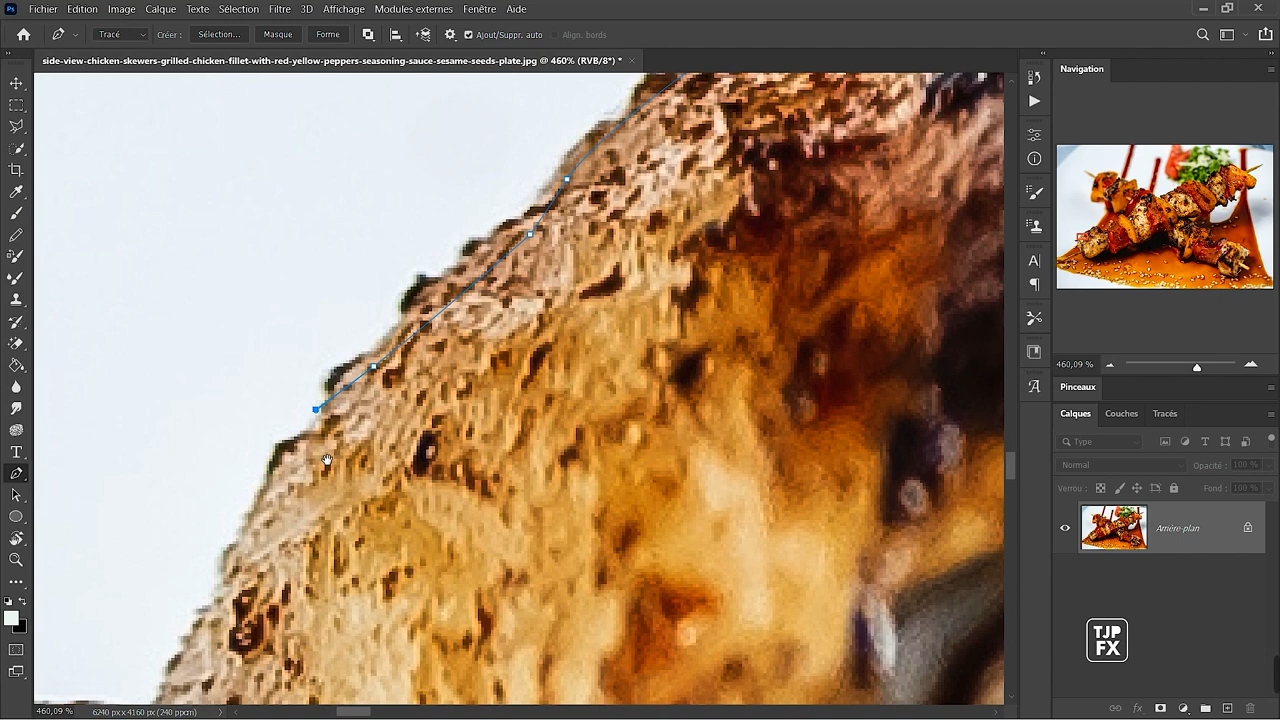 Ps Fichier Edition Image Calque Texte Sélection Filtre 3D Affichage Modules externes Fenêtre Aide
Tracé Créer : Sélection... Masque Forme Ajout/Suppr. auto Align. bords
side-view-chicken-skewers-grilled-chicken-fillet-with-red-yellow-peppers-seasoning-sauce-sesame-seeds-plate.jpg @ 460% (RVB/8*) *
Navigation
460,09 %
Pinceaux
Calques Couches Tracés
Type
Normal Opacité : 100 %
Verrou : Fond : 100 %
Arrière-plan
TJP
FX
460,09 % 6240 px x 4160 px (240 ppcm)